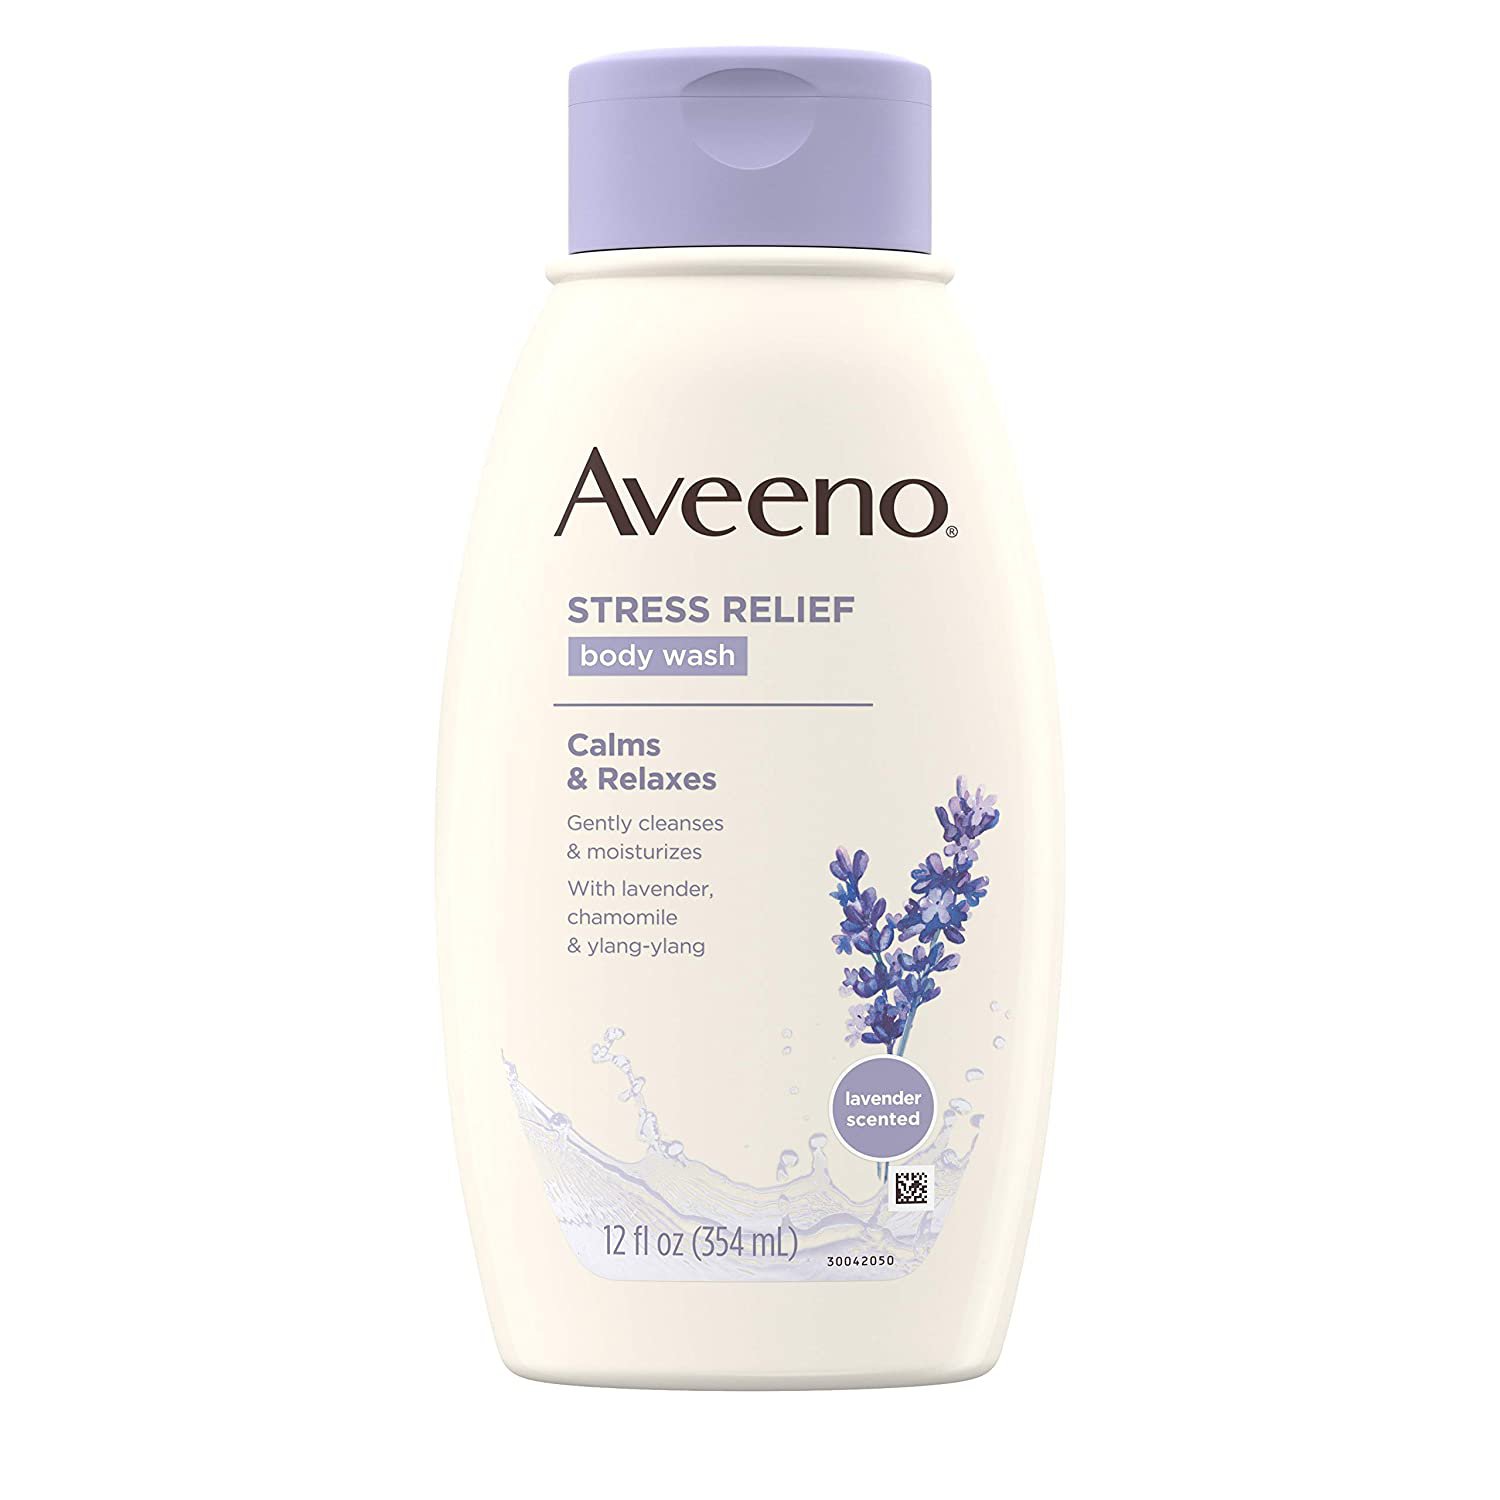 Aveeno®
STRESS RELIEF
body wash
Calms
& Relaxes
Gently cleanses
& moisturizes
With lavender,
chamomile
& ylang-ylang
lavender
scented
12 fl oz (354 mL)
30042050